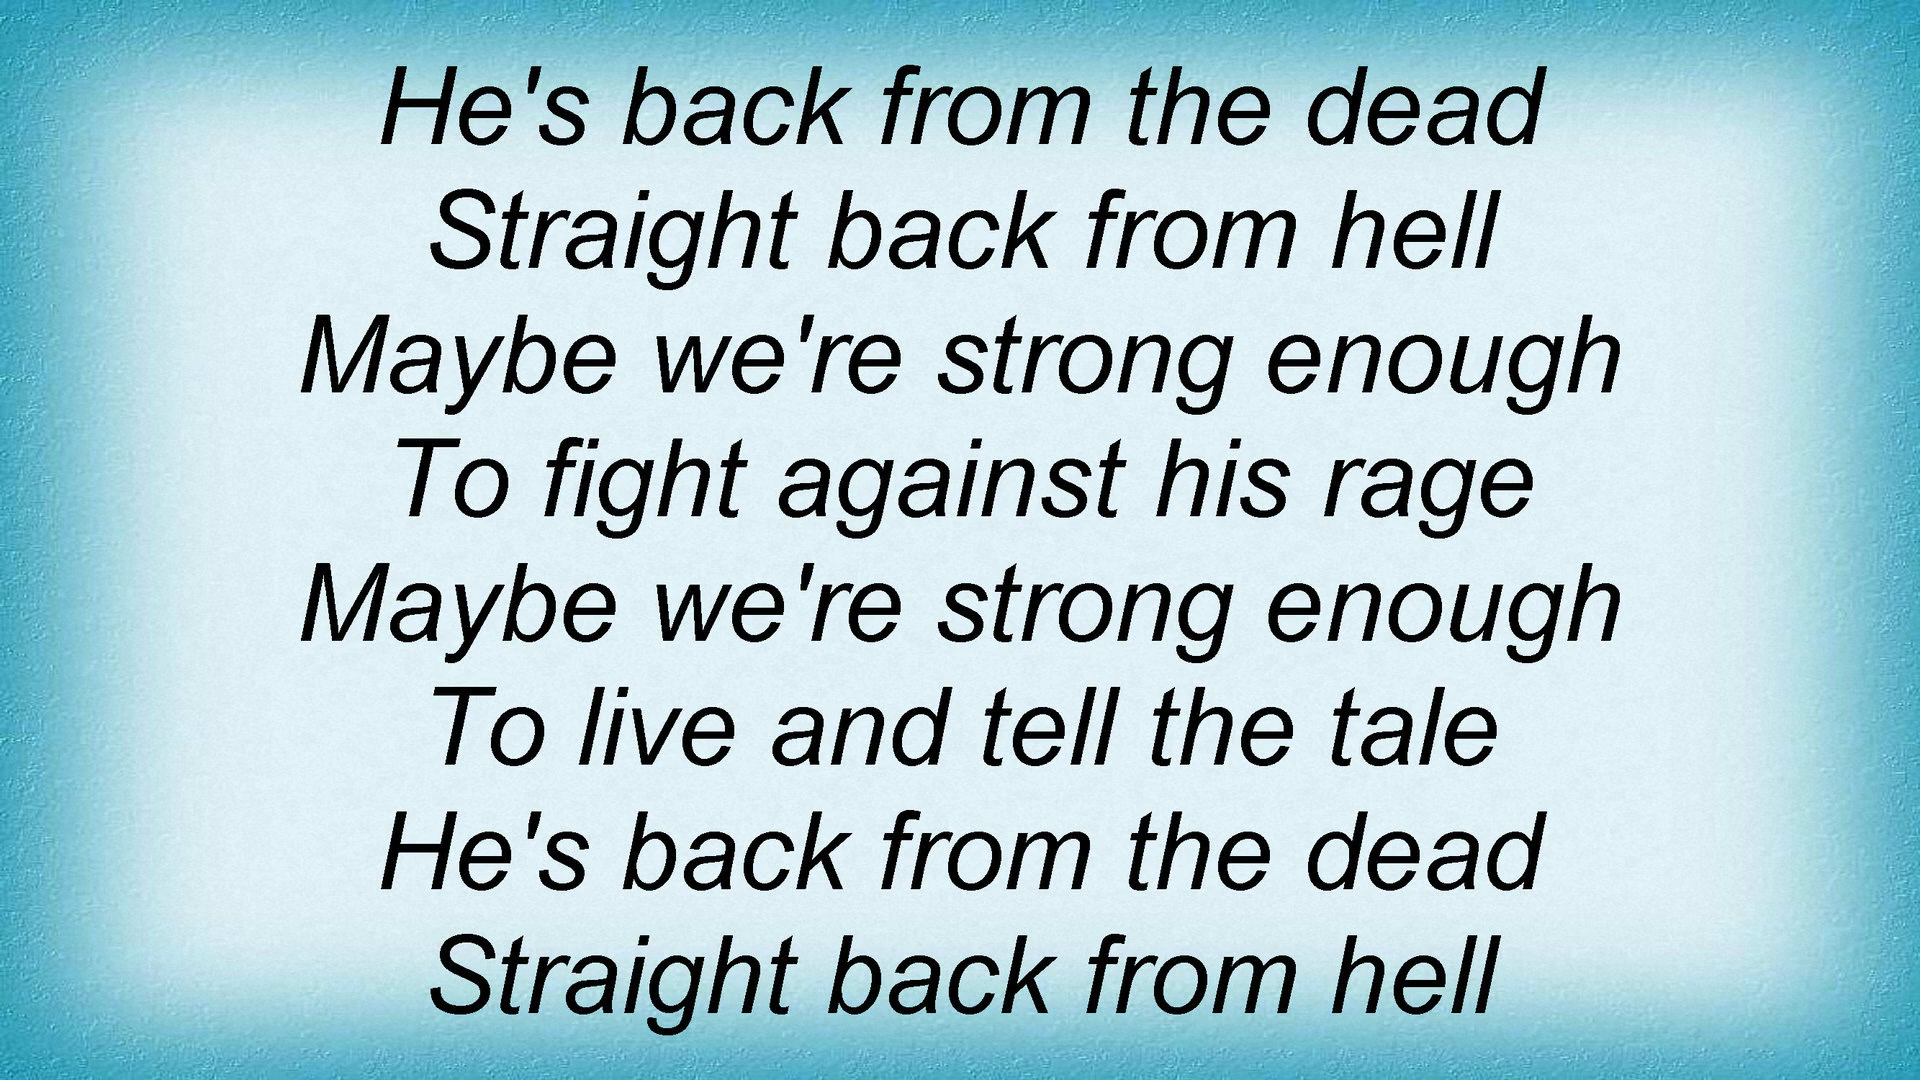 He's back from the dead
Straight back from hell
Maybe we're strong enough
To fight against his rage
Maybe we're strong enough
To live and tell the tale
He's back from the dead
Straight back from hell